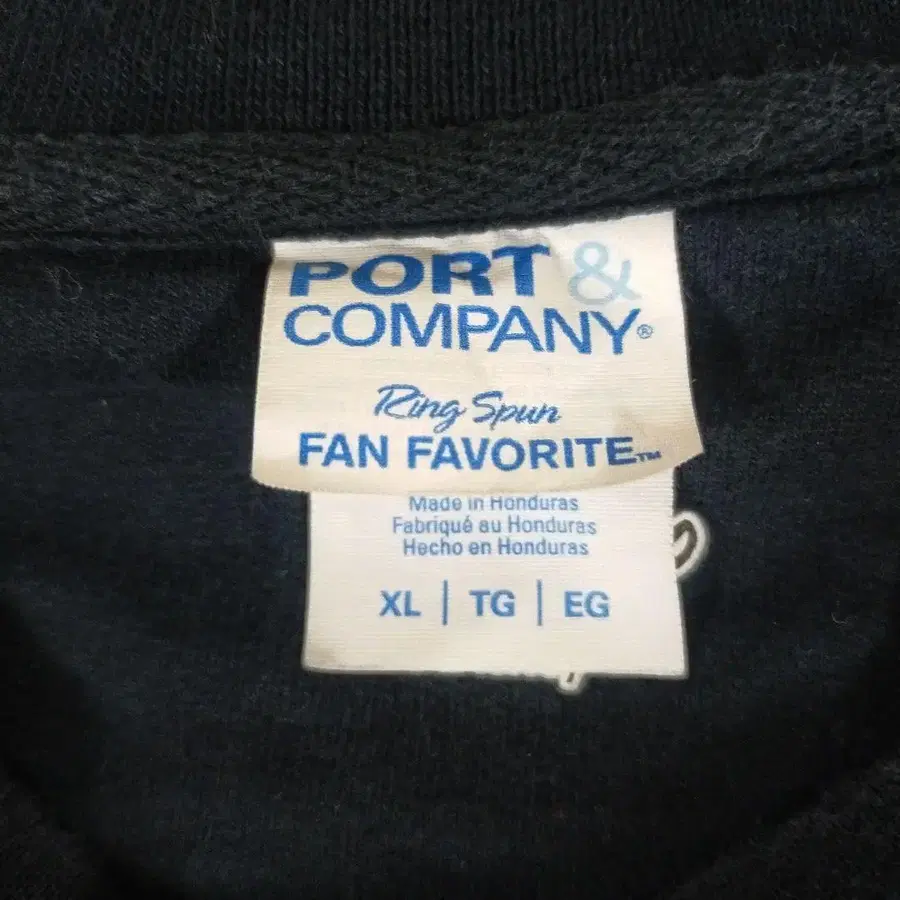 PORT &
COMPANY®
Ring Spun
FAN FAVORITE™
Made in Honduras
Fabriqué au Honduras
Hecho en Honduras
XL | TG | EG